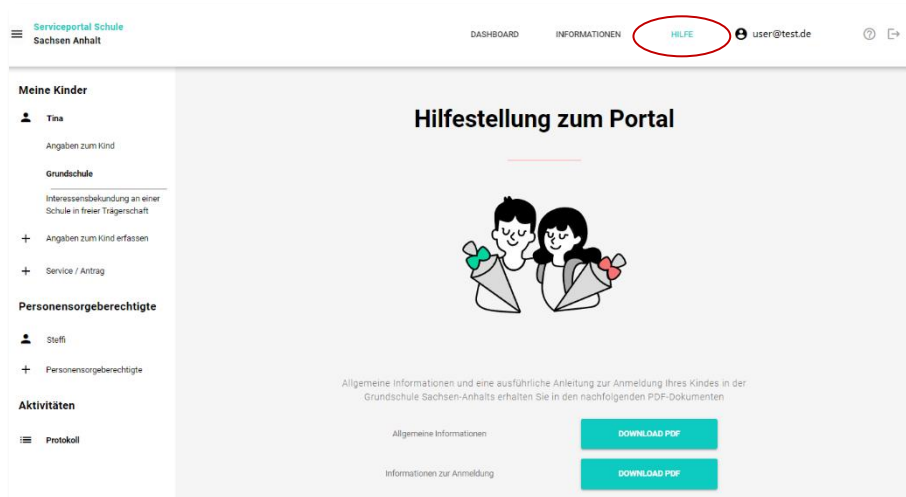 Serviceportal Schule
Sachsen Anhalt
DASHBOARD
INFORMATIONEN
HILFE
user@test.de
Meine Kinder
Tina
Angaben zum Kind
Grundschule
Interessensbekundung an einer
Schule in freier Trägerschaft
+ Angaben zum Kind erfassen
+ Service / Antrag
Personensorgeberechtigte
Steffi
+ Personensorgeberechtigte
Aktivitäten
Protokoll
Hilfestellung zum Portal
Allgemeine Informationen und eine ausführliche Anleitung zur Anmeldung Ihres Kindes in der
Grundschule Sachsen-Anhalts erhalten Sie in den nachfolgenden PDF-Dokumenten
Allgemeine Informationen
DOWNLOAD PDF
Informationen zur Anmeldung
DOWNLOAD PDF